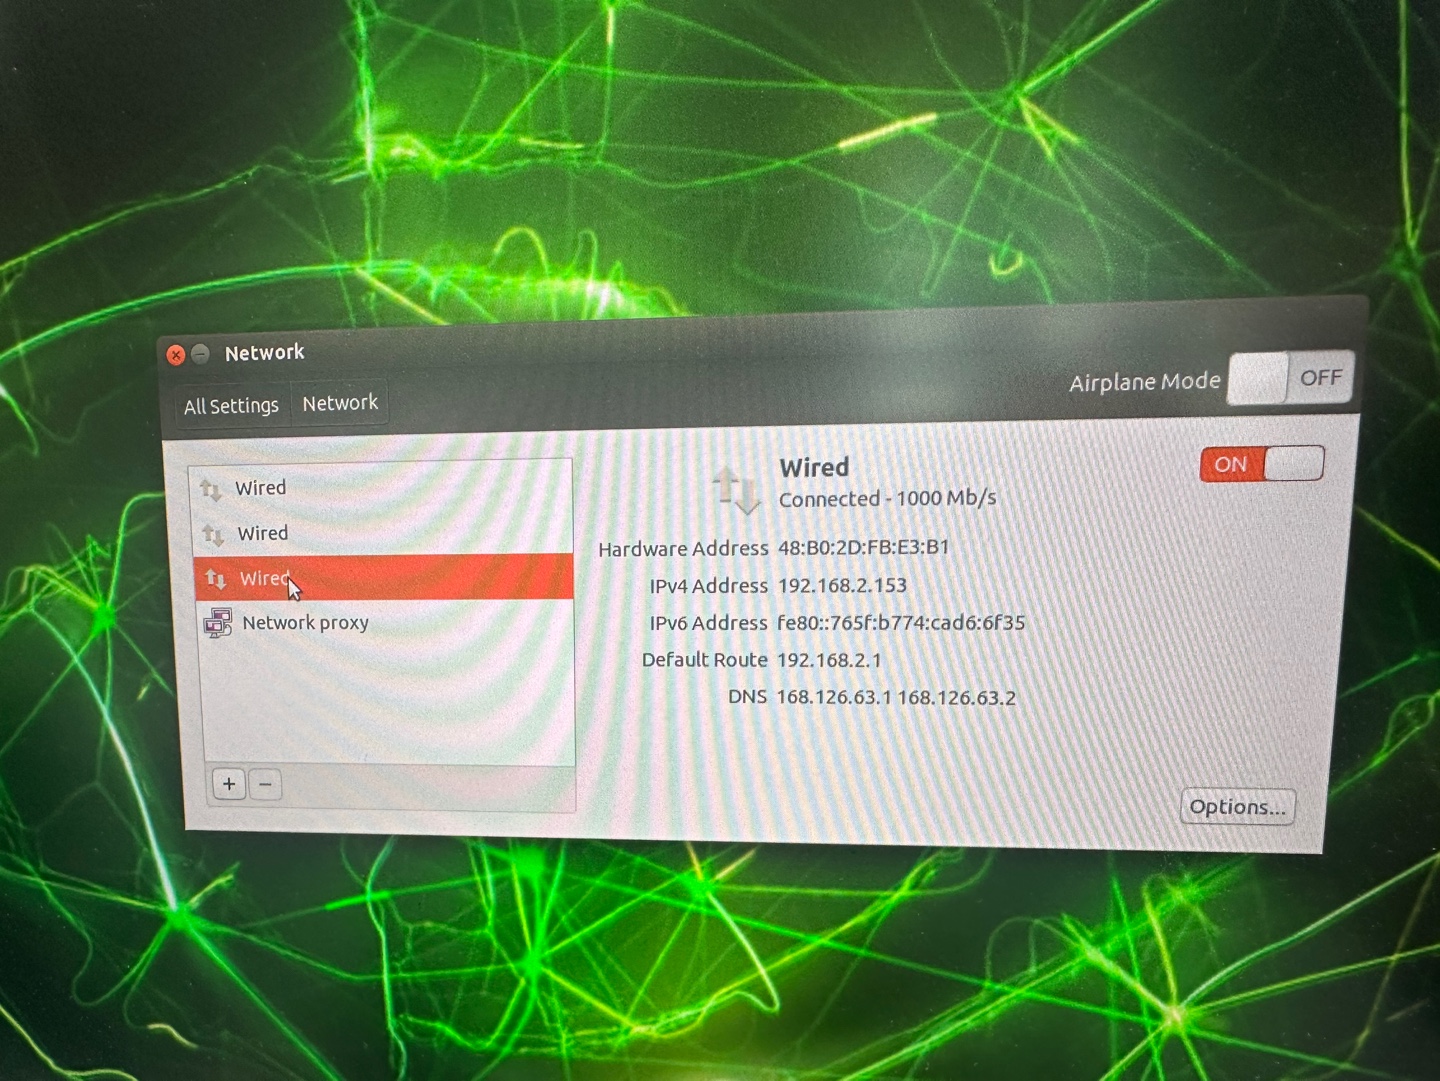 Network
All Settings
Network
Airplane Mode
OFF
Wired
Wired
Wired
Network proxy
+
−
Wired
Connected - 1000 Mb/s
ON
Hardware Address 48:B0:2D:FB:E3:B1
IPv4 Address 192.168.2.153
IPv6 Address fe80::765f:b774:cad6:6f35
Default Route 192.168.2.1
DNS 168.126.63.1 168.126.63.2
Options...